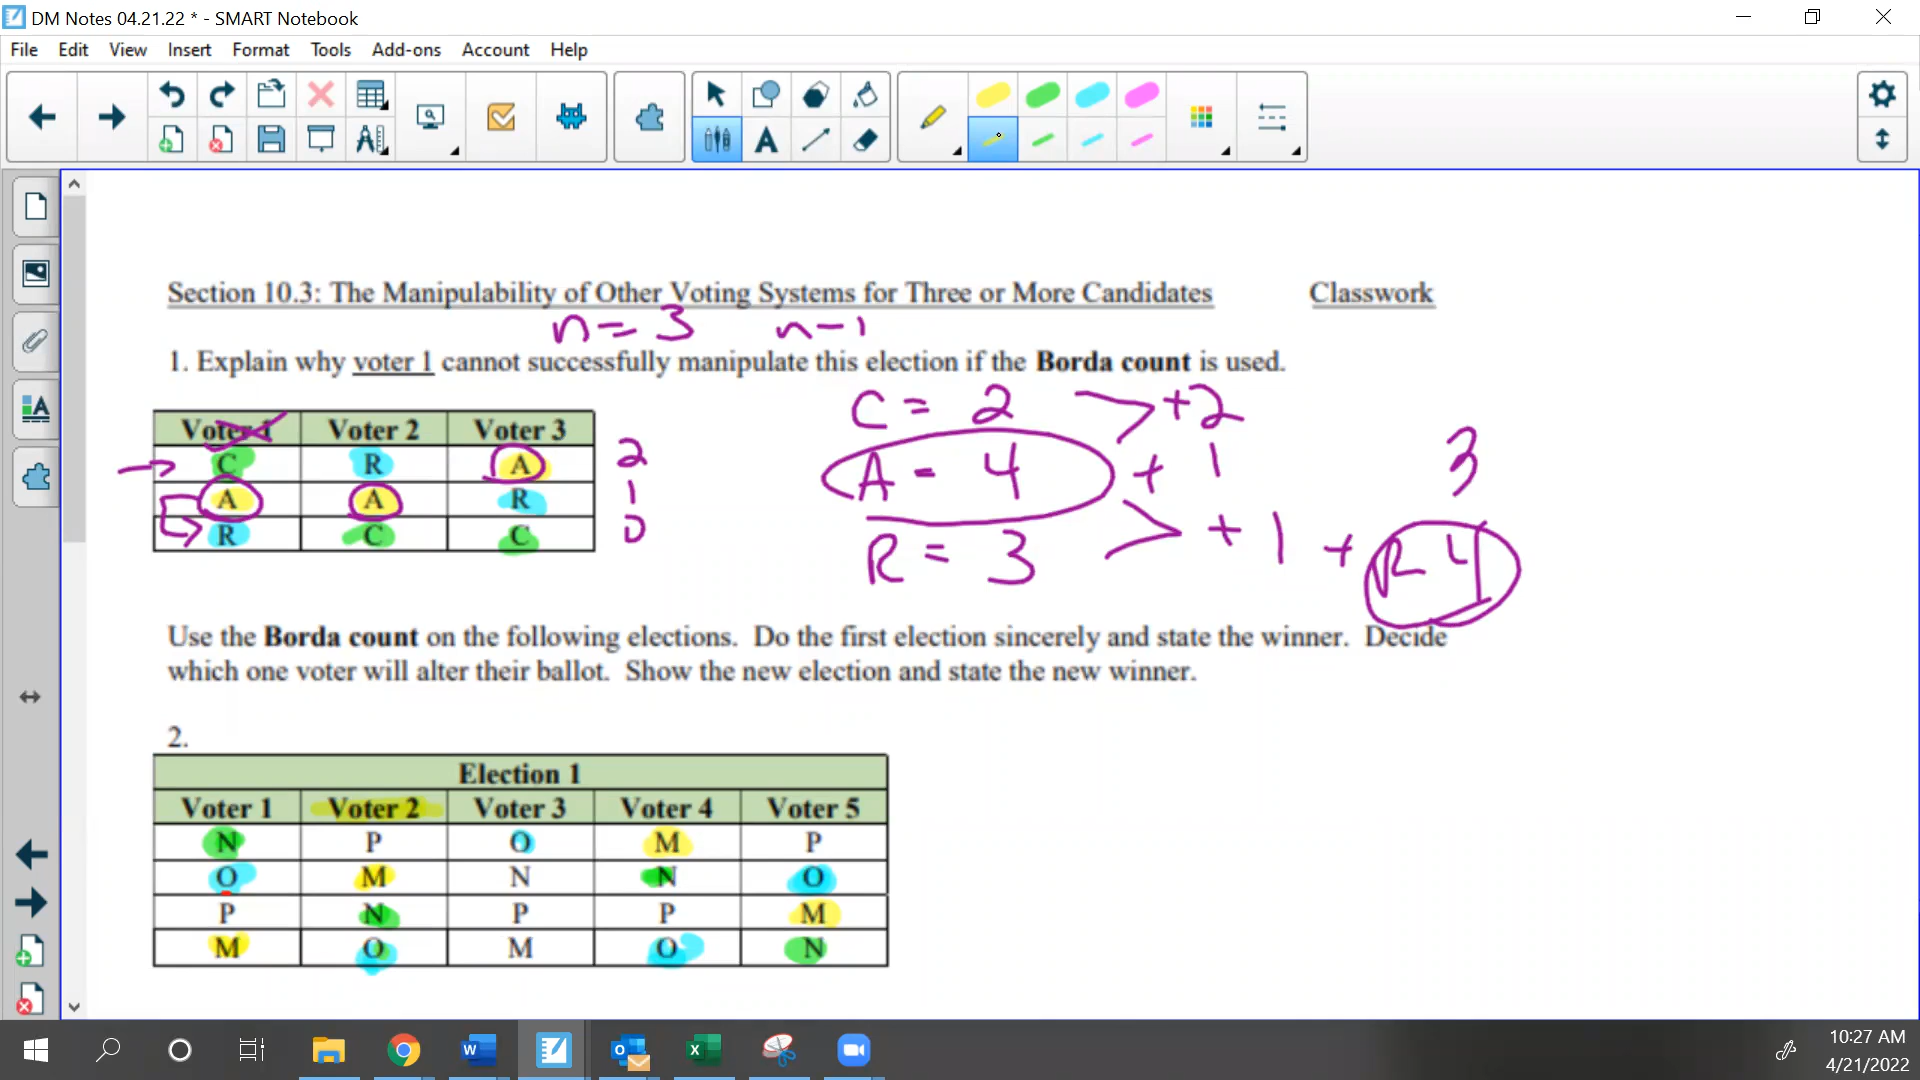 DM Notes 04.21.22 * - SMART Notebook
File Edit View Insert Format Tools Add-ons Account Help
Section 10.3: The Manipulability of Other Voting Systems for Three or More Candidates Classwork
n = 3 n - 1
1. Explain why voter 1 cannot successfully manipulate this election if the Borda count is used.
Voter 1 Voter 2 Voter 3
C R A 2
A A R 1
R C C 0
C = 2 > +2
A = 4 + 1 3
R = 3 > + 1 + R 4
Use the Borda count on the following elections. Do the first election sincerely and state the winner. Decide
which one voter will alter their ballot. Show the new election and state the new winner.
2.
Election 1
Voter 1 Voter 2 Voter 3 Voter 4 Voter 5
N P O M P
O M N N O
P N P P M
M O M O N
10:27 AM
4/21/2022